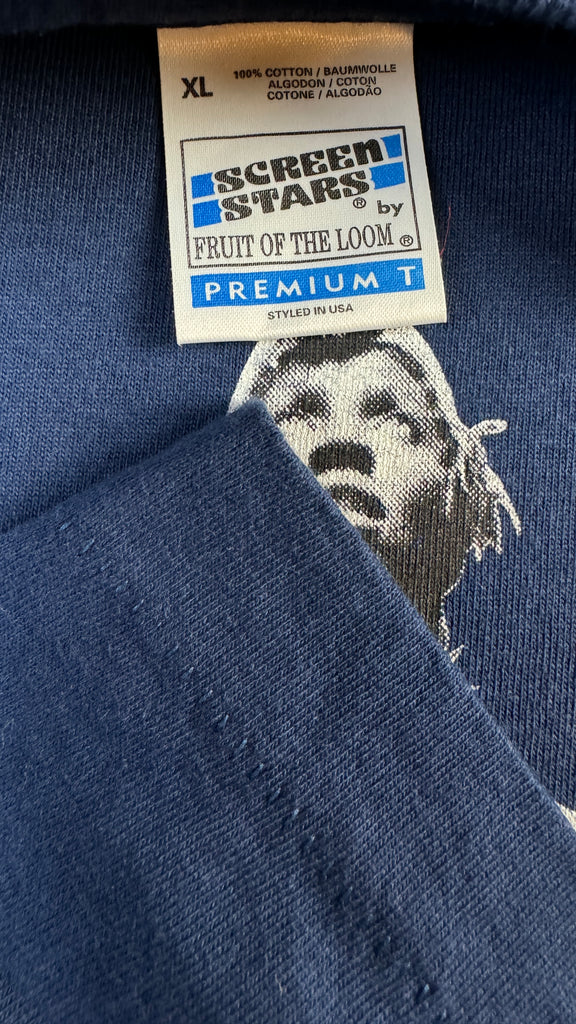 XL
100% COTTON / BAUMWOLLE
ALGODON / COTON
COTONE / ALGODÃO
SCREEN
STARS ®
by
FRUIT OF THE LOOM ®
PREMIUM T
STYLED IN USA